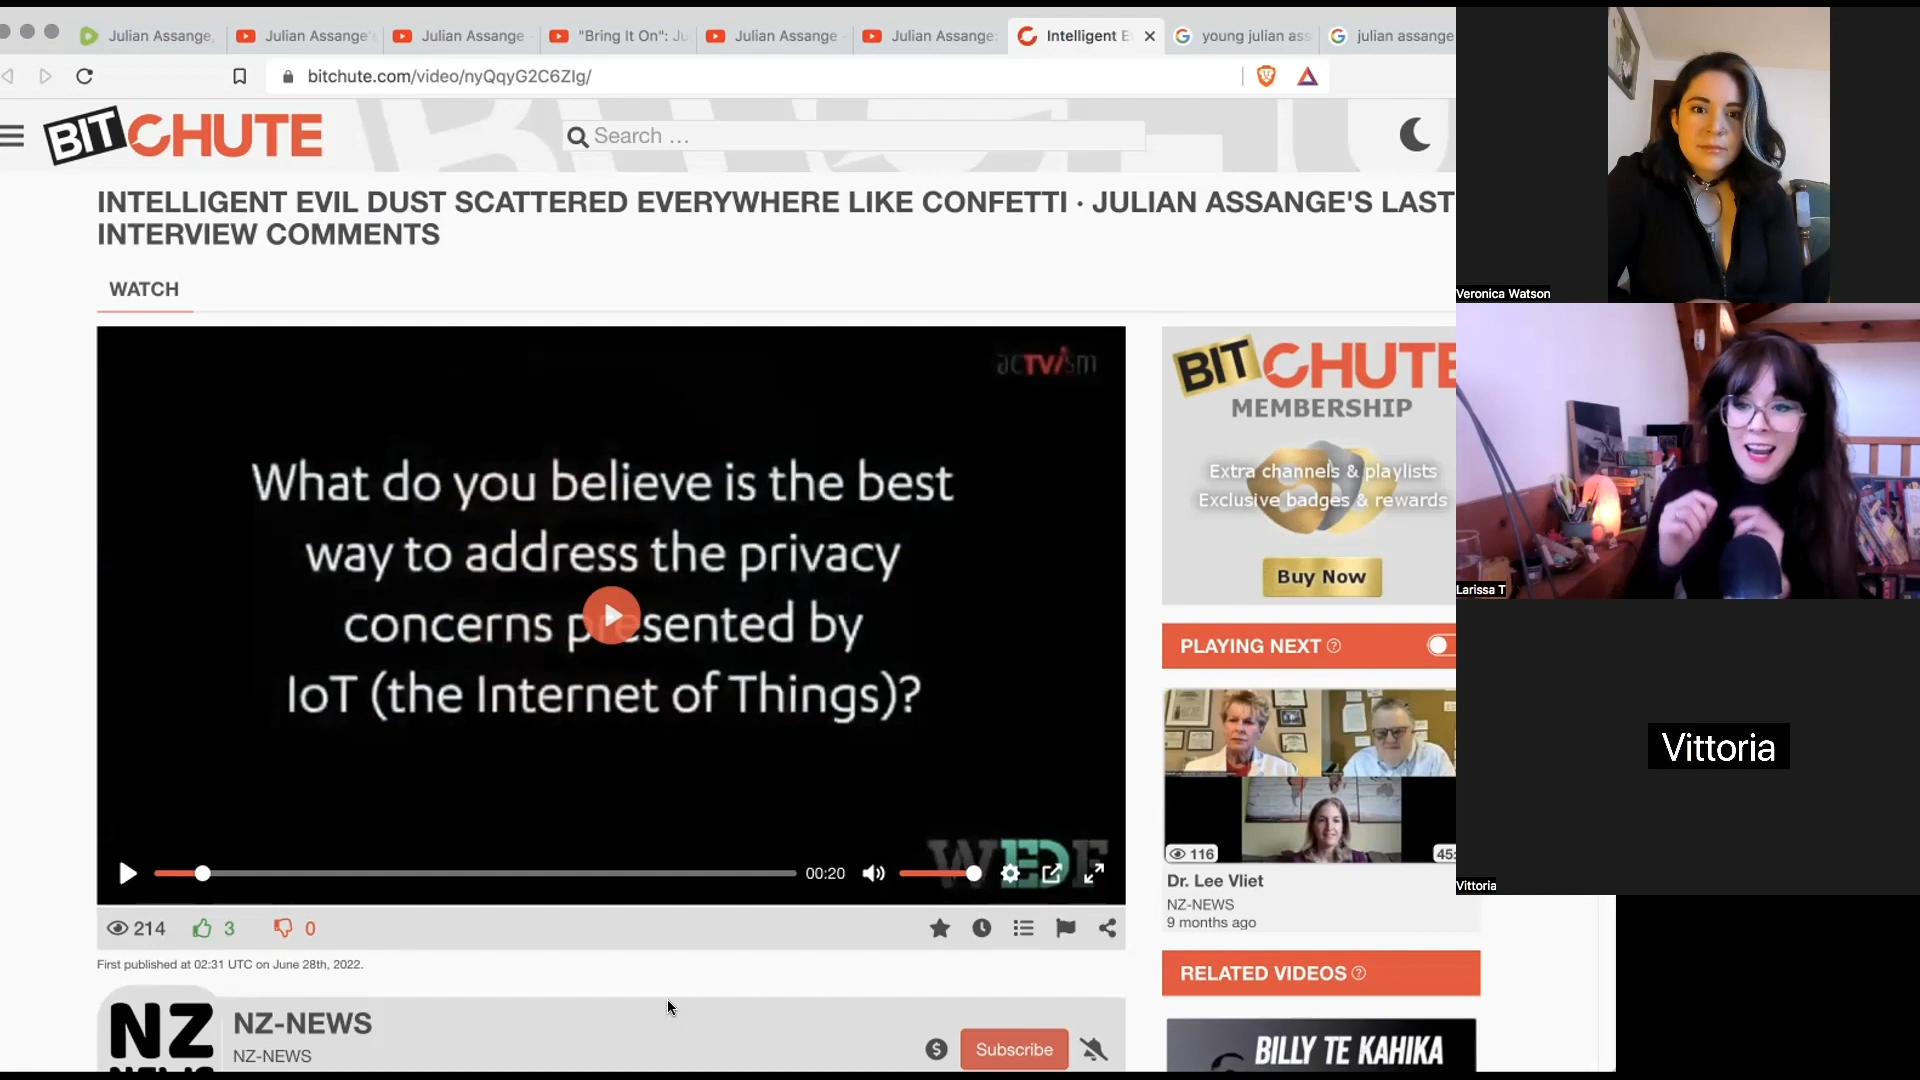 Julian Assange,
Julian Assange's
Julian Assange -
"Bring It On": Ju
Julian Assange -
Julian Assange:
Intelligent E
young julian ass
julian assange
bitchute.com/video/nyQqyG2C6ZIg/
BITCHUTE
Search ...
INTELLIGENT EVIL DUST SCATTERED EVERYWHERE LIKE CONFETTI · JULIAN ASSANGE'S LAST
INTERVIEW COMMENTS
WATCH
acTVism
What do you believe is the best
way to address the privacy
concerns presented by
IoT (the Internet of Things)?
00:20
214
3
0
First published at 02:31 UTC on June 28th, 2022.
NZ
NZ-NEWS
NZ-NEWS
Subscribe
BITCHUTE
MEMBERSHIP
Extra channels & playlists
Exclusive badges & rewards
Buy Now
PLAYING NEXT
116
45:
Dr. Lee Vliet
NZ-NEWS
9 months ago
RELATED VIDEOS
BILLY TE KAHIKA
Veronica Watson
Larissa T
Vittoria
Vittoria